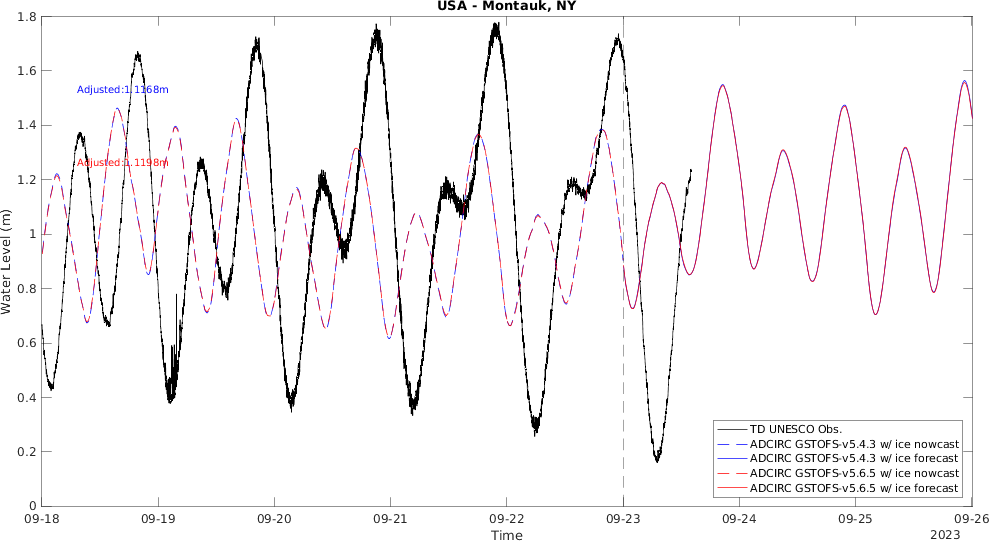 USA - Montauk, NY
1.8
1.6
1.4
1.2
1
0.8
0.6
0.4
0.2
0
Water Level (m)
Adjusted:1.1168m
Adjusted:1.1198m
TD UNESCO Obs.
ADCIRC GSTOFS-v5.4.3 w/ ice nowcast
ADCIRC GSTOFS-v5.4.3 w/ ice forecast
ADCIRC GSTOFS-v5.6.5 w/ ice nowcast
ADCIRC GSTOFS-v5.6.5 w/ ice forecast
09-18 09-19 09-20 09-21 09-22 09-23 09-24 09-25 09-26
Time
2023